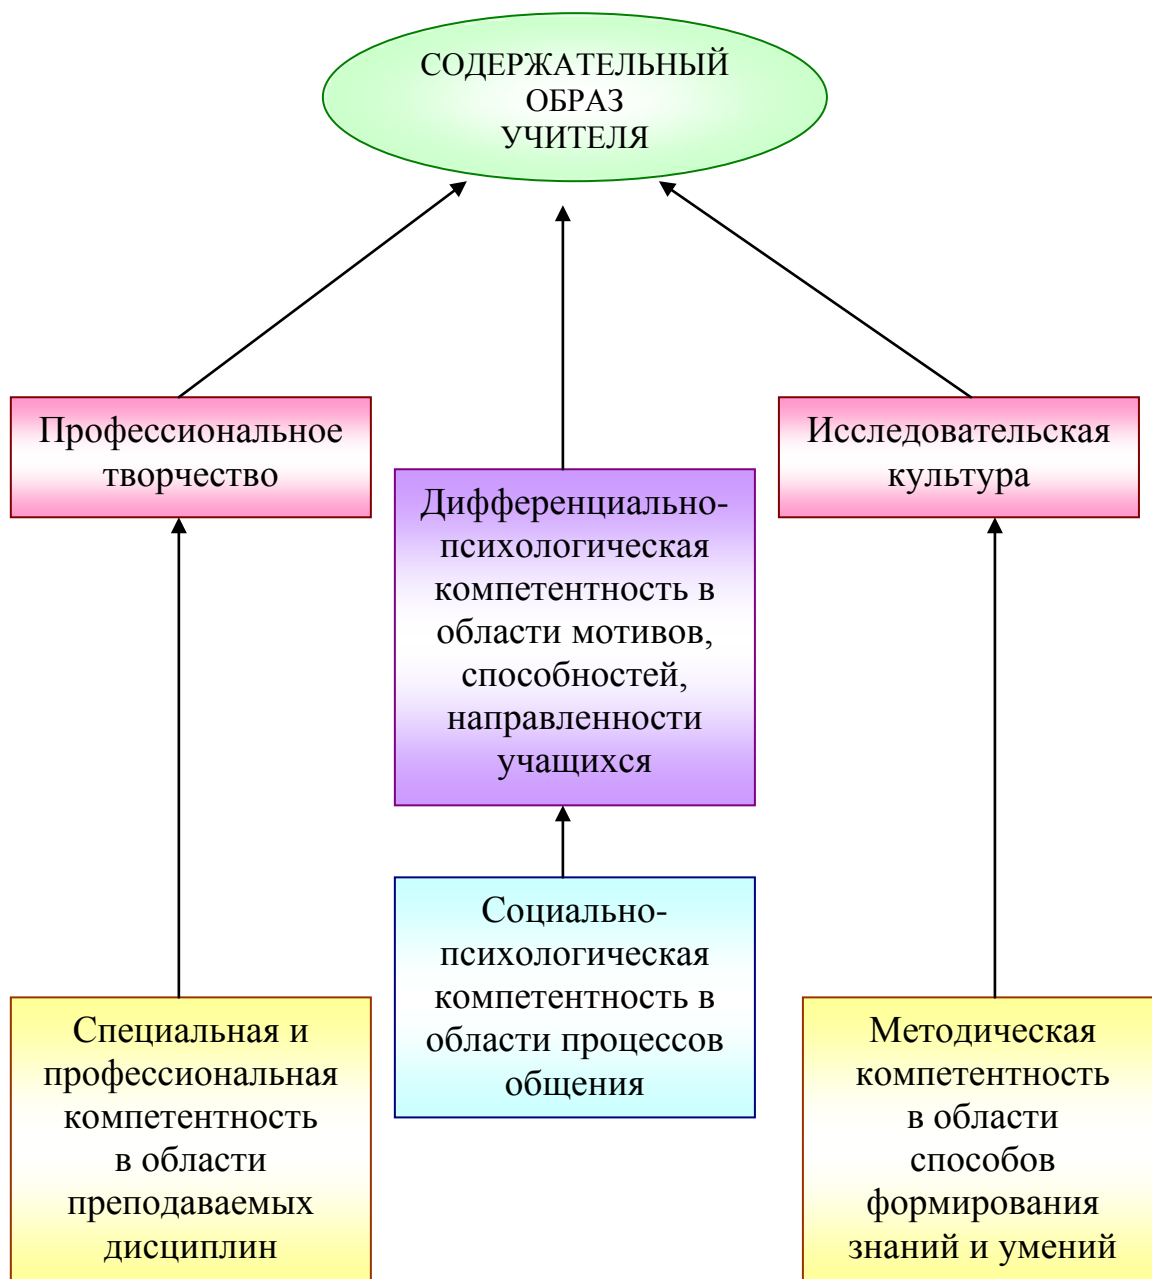 СОДЕРЖАТЕЛЬНЫЙ
ОБРАЗ
УЧИТЕЛЯ
Профессиональное
творчество
Исследовательская
культура
Дифференциально-
психологическая
компетентность в
области мотивов,
способностей,
направленности
учащихся
Социально-
психологическая
компетентность в
области процессов
общения
Специальная и
профессиональная
компетентность
в области
преподаваемых
дисциплин
Методическая
компетентность
в области
способов
формирования
знаний и умений